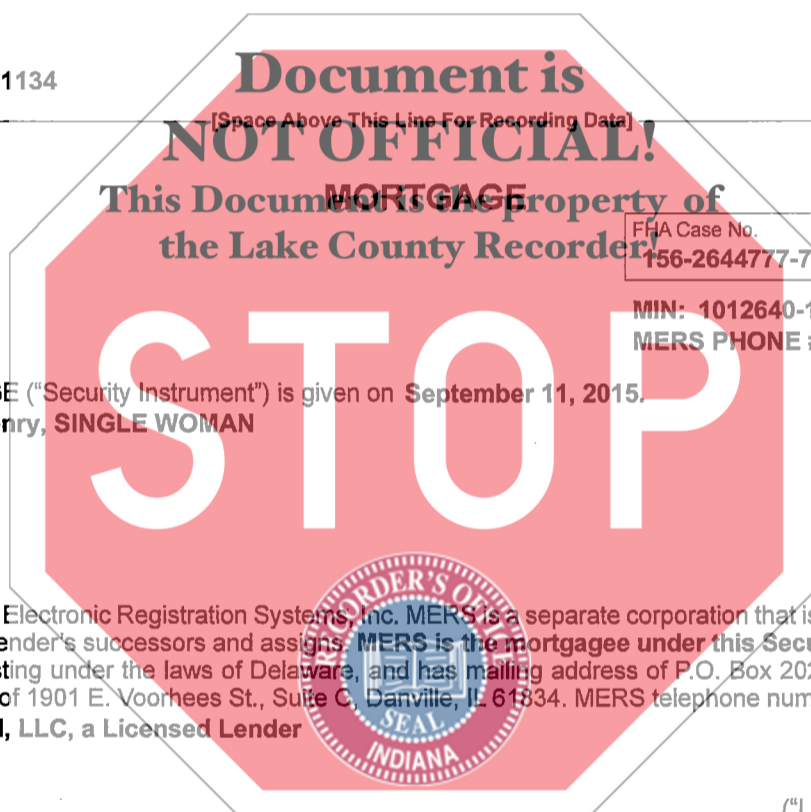 1134
Document is
[Space Above This Line For Recording Data]
NOT OFFICIAL!
MORTGAGE
This Document is the property of
the Lake County Recorder!
FHA Case No.
156-2644777-7
MIN: 1012640-1
MERS PHONE #
STOP
GE (“Security Instrument”) is given on September 11, 2015.
nry, SINGLE WOMAN
RECORDER'S OFFICE
Electronic Registration Systems, Inc. MERS is a separate corporation that is
ender's successors and assigns. MERS is the mortgagee under this Secu
ting under the laws of Delaware, and has mailing address of P.O. Box 202
of 1901 E. Voorhees St., Suite C, Danville, IL 61834. MERS telephone num
l, LLC, a Licensed Lender
SEAL
INDIANA
(“L